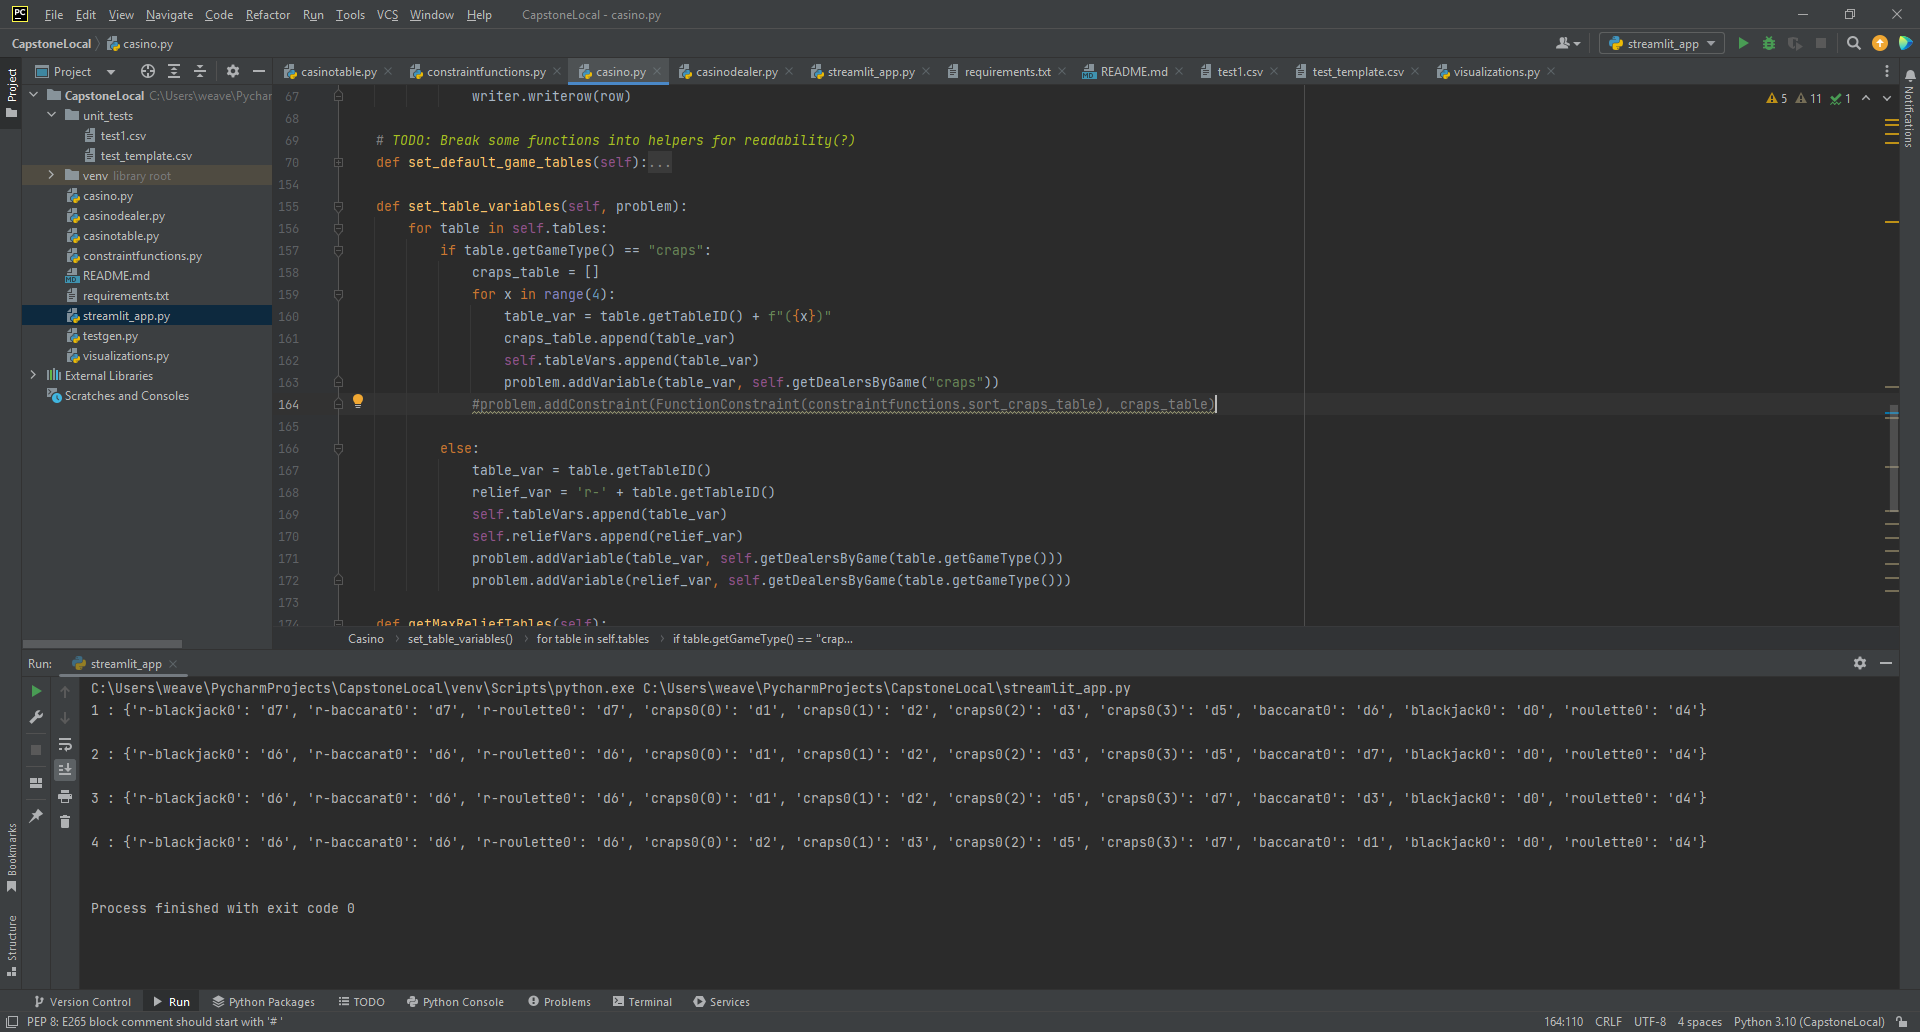 PC File Edit View Navigate Code Refactor Run Tools VCS Window Help CapstoneLocal - casino.py
CapstoneLocal casino.py streamlit_app
Project casinotable.py constraintfunctions.py casino.py casinodealer.py streamlit_app.py requirements.txt README.md test1.csv test_template.csv visualizations.py
Project
Notifications
CapstoneLocal C:\Users\weave\Pychar
unit_tests
test1.csv
test_template.csv
venv library root
casino.py
casinodealer.py
casinotable.py
constraintfunctions.py
README.md
requirements.txt
streamlit_app.py
testgen.py
visualizations.py
External Libraries
Scratches and Consoles
5 11 1
67 writer.writerow(row)
68
69 # TODO: Break some functions into helpers for readability(?)
70 def set_default_game_tables(self):...
154
155 def set_table_variables(self, problem):
156 for table in self.tables:
157 if table.getGameType() == "craps":
158 craps_table = []
159 for x in range(4):
160 table_var = table.getTableID() + f"({x})"
161 craps_table.append(table_var)
162 self.tableVars.append(table_var)
163 problem.addVariable(table_var, self.getDealersByGame("craps"))
164 #problem.addConstraint(FunctionConstraint(constraintfunctions.sort_craps_table), craps_table)
165
166 else:
167 table_var = table.getTableID()
168 relief_var = 'r-' + table.getTableID()
169 self.tableVars.append(table_var)
170 self.reliefVars.append(relief_var)
171 problem.addVariable(table_var, self.getDealersByGame(table.getGameType()))
172 problem.addVariable(relief_var, self.getDealersByGame(table.getGameType()))
173
174 def getMaxReliefTables(self):
Casino set_table_variables() for table in self.tables if table.getGameType() == "crap...
Run: streamlit_app
C:\Users\weave\PycharmProjects\CapstoneLocal\venv\Scripts\python.exe C:\Users\weave\PycharmProjects\CapstoneLocal\streamlit_app.py
1 : {'r-blackjack0': 'd7', 'r-baccarat0': 'd7', 'r-roulette0': 'd7', 'craps0(0)': 'd1', 'craps0(1)': 'd2', 'craps0(2)': 'd3', 'craps0(3)': 'd5', 'baccarat0': 'd6', 'blackjack0': 'd0', 'roulette0': 'd4'}
2 : {'r-blackjack0': 'd6', 'r-baccarat0': 'd6', 'r-roulette0': 'd6', 'craps0(0)': 'd1', 'craps0(1)': 'd2', 'craps0(2)': 'd3', 'craps0(3)': 'd5', 'baccarat0': 'd7', 'blackjack0': 'd0', 'roulette0': 'd4'}
3 : {'r-blackjack0': 'd6', 'r-baccarat0': 'd6', 'r-roulette0': 'd6', 'craps0(0)': 'd1', 'craps0(1)': 'd2', 'craps0(2)': 'd5', 'craps0(3)': 'd7', 'baccarat0': 'd3', 'blackjack0': 'd0', 'roulette0': 'd4'}
4 : {'r-blackjack0': 'd6', 'r-baccarat0': 'd6', 'r-roulette0': 'd6', 'craps0(0)': 'd2', 'craps0(1)': 'd3', 'craps0(2)': 'd5', 'craps0(3)': 'd7', 'baccarat0': 'd1', 'blackjack0': 'd0', 'roulette0': 'd4'}
Process finished with exit code 0
Bookmarks
Structure
Version Control Run Python Packages TODO Python Console Problems Terminal Services
PEP 8: E265 block comment should start with '# ' 164:110 CRLF UTF-8 4 spaces Python 3.10 (CapstoneLocal)